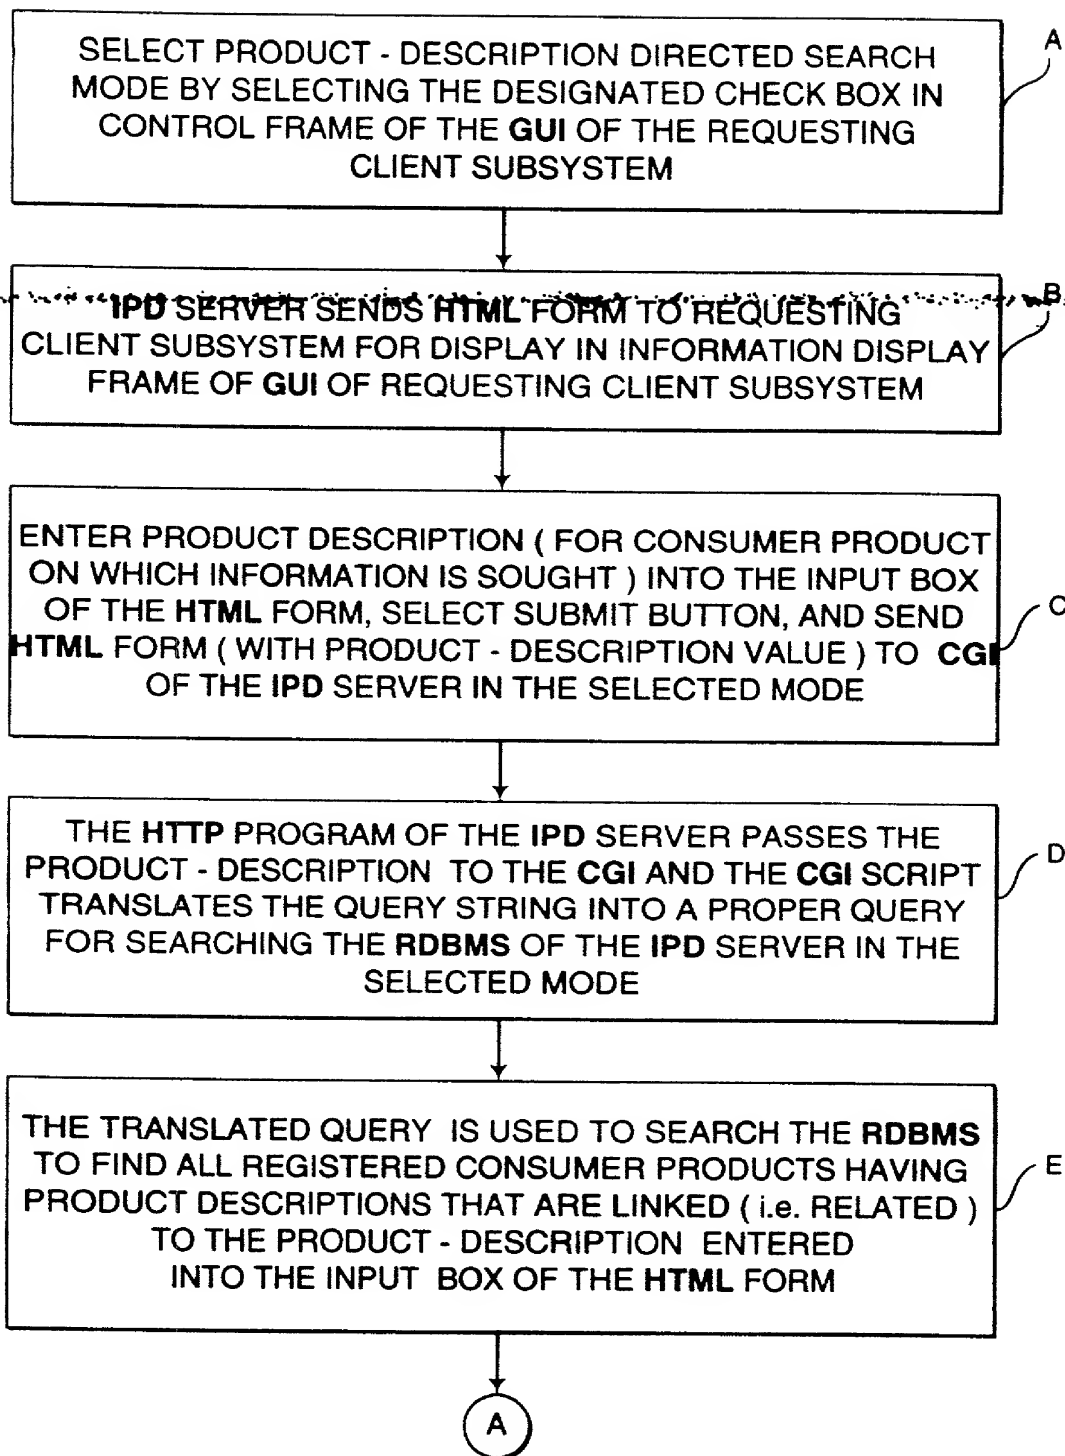 SELECT PRODUCT - DESCRIPTION DIRECTED SEARCH
MODE BY SELECTING THE DESIGNATED CHECK BOX IN
CONTROL FRAME OF THE GUI OF THE REQUESTING
CLIENT SUBSYSTEM
A
IPD SERVER SENDS HTML FORM TO REQUESTING
CLIENT SUBSYSTEM FOR DISPLAY IN INFORMATION DISPLAY
FRAME OF GUI OF REQUESTING CLIENT SUBSYSTEM
B
ENTER PRODUCT DESCRIPTION ( FOR CONSUMER PRODUCT
ON WHICH INFORMATION IS SOUGHT ) INTO THE INPUT BOX
OF THE HTML FORM, SELECT SUBMIT BUTTON, AND SEND
HTML FORM ( WITH PRODUCT - DESCRIPTION VALUE ) TO CGI
OF THE IPD SERVER IN THE SELECTED MODE
C
THE HTTP PROGRAM OF THE IPD SERVER PASSES THE
PRODUCT - DESCRIPTION TO THE CGI AND THE CGI SCRIPT
TRANSLATES THE QUERY STRING INTO A PROPER QUERY
FOR SEARCHING THE RDBMS OF THE IPD SERVER IN THE
SELECTED MODE
D
THE TRANSLATED QUERY IS USED TO SEARCH THE RDBMS
TO FIND ALL REGISTERED CONSUMER PRODUCTS HAVING
PRODUCT DESCRIPTIONS THAT ARE LINKED ( i.e. RELATED )
TO THE PRODUCT - DESCRIPTION ENTERED
INTO THE INPUT BOX OF THE HTML FORM
E
A